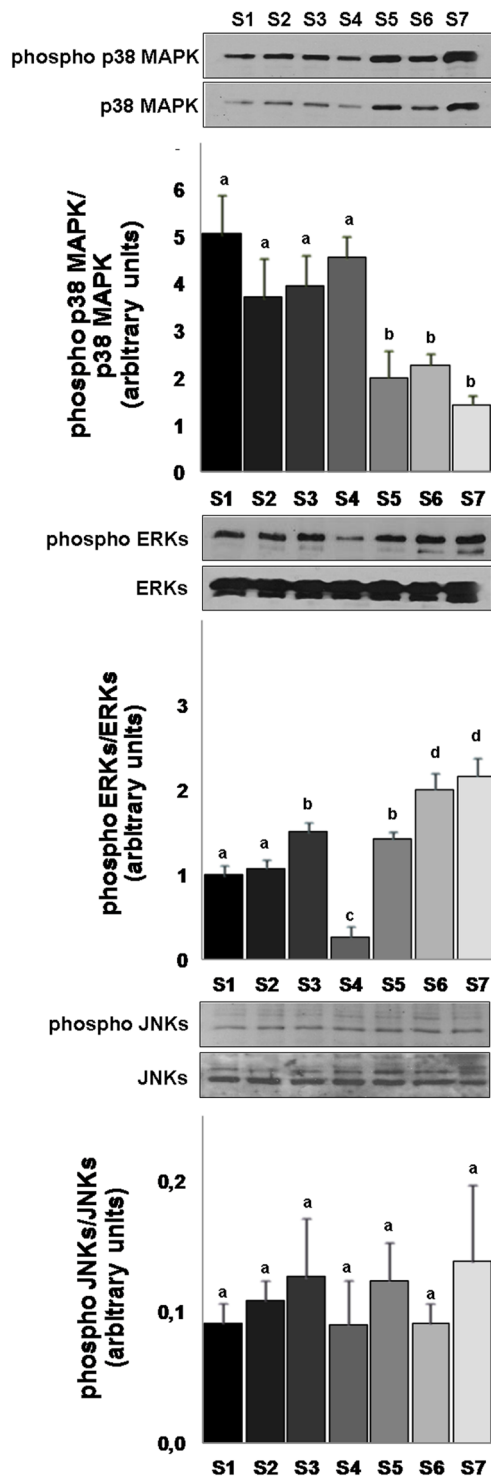 S1 S2 S3 S4 S5 S6 S7
phospho p38 MAPK
p38 MAPK
phospho p38 MAPK/
p38 MAPK
(arbitrary units)
6
5
4
3
2
1
0
a a a a b b b
S1 S2 S3 S4 S5 S6 S7
phospho ERKs
ERKs
phospho ERKs/ERKs
(arbitrary units)
3
2
1
0
a a b c b d d
S1 S2 S3 S4 S5 S6 S7
phospho JNKs
JNKs
phospho JNKs/JNKs
(arbitrary units)
0,2
0,1
0,0
a a a a a a a
S1 S2 S3 S4 S5 S6 S7